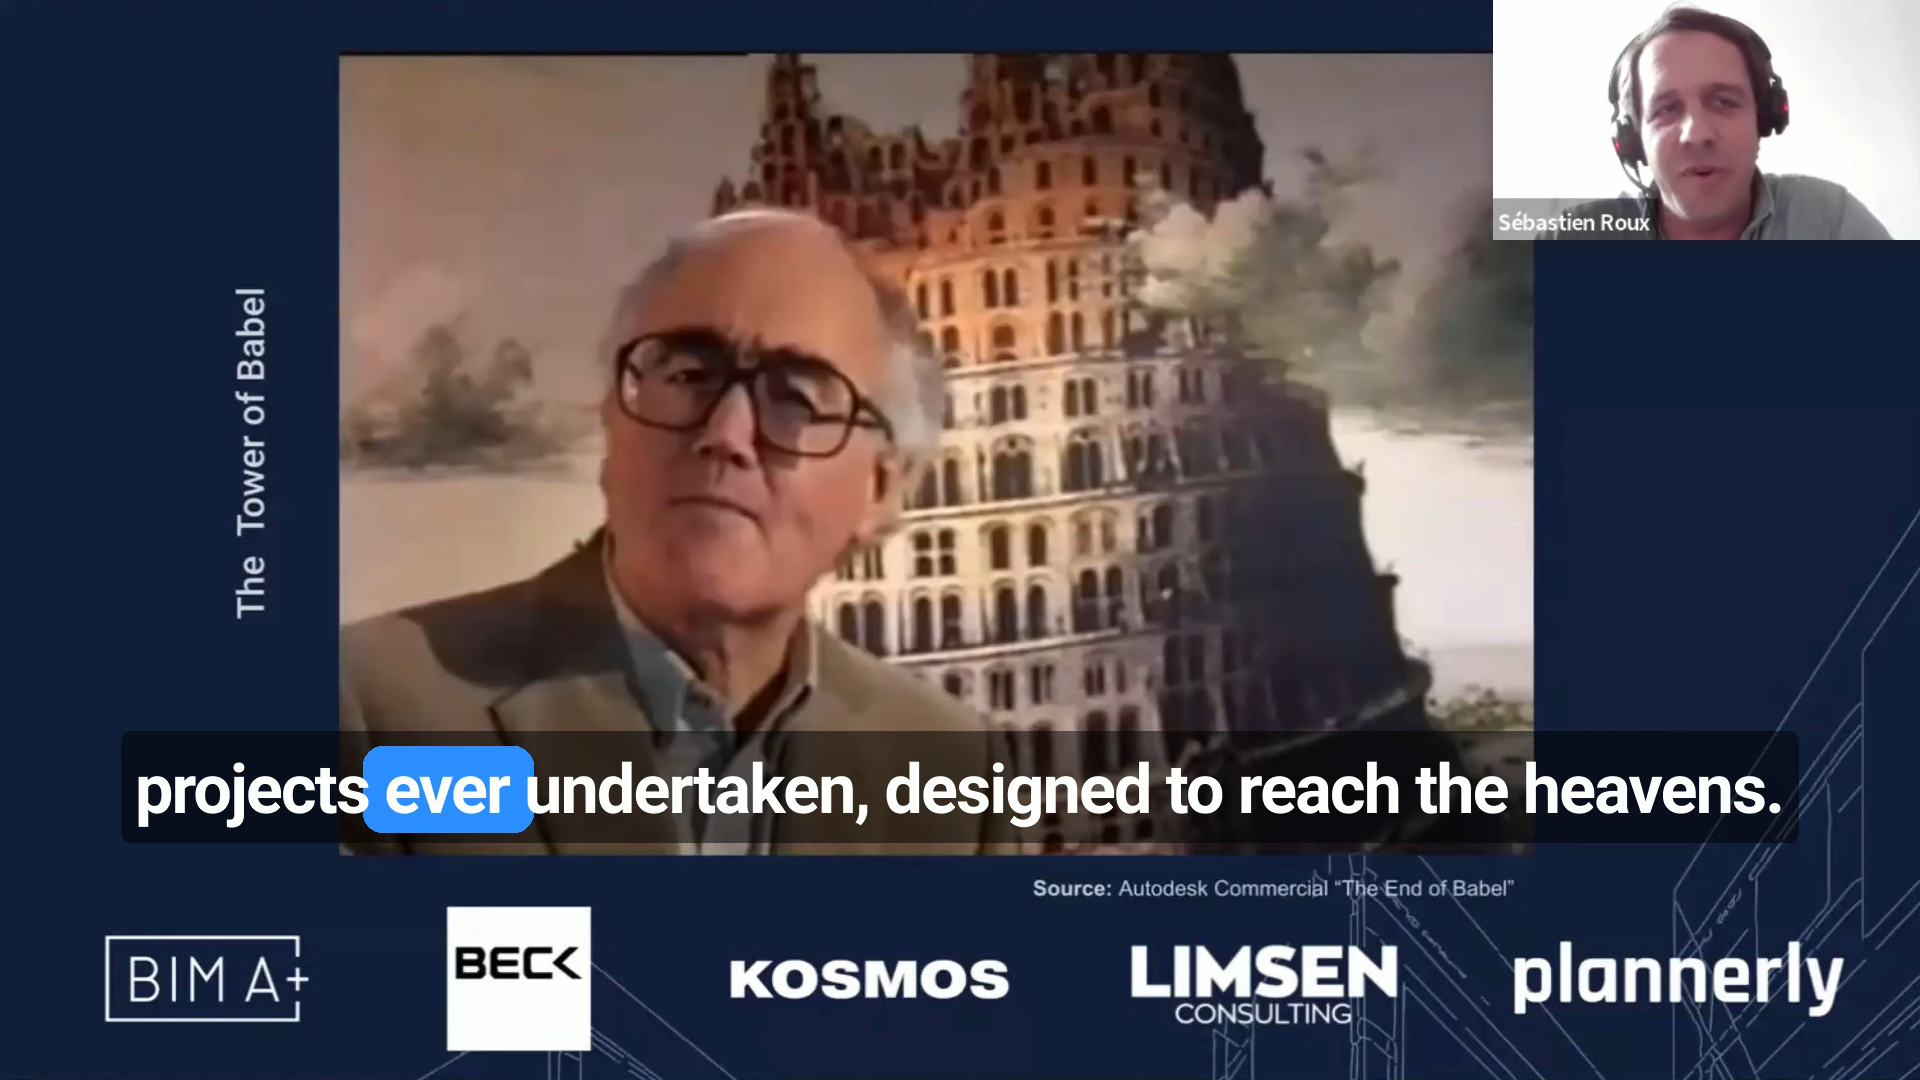 Sébastien Roux
The Tower of Babel
projects ever undertaken, designed to reach the heavens.
Source: Autodesk Commercial “The End of Babel”
BIM A+
BECK
KOSMOS
LIMSEN
CONSULTING
plannerly